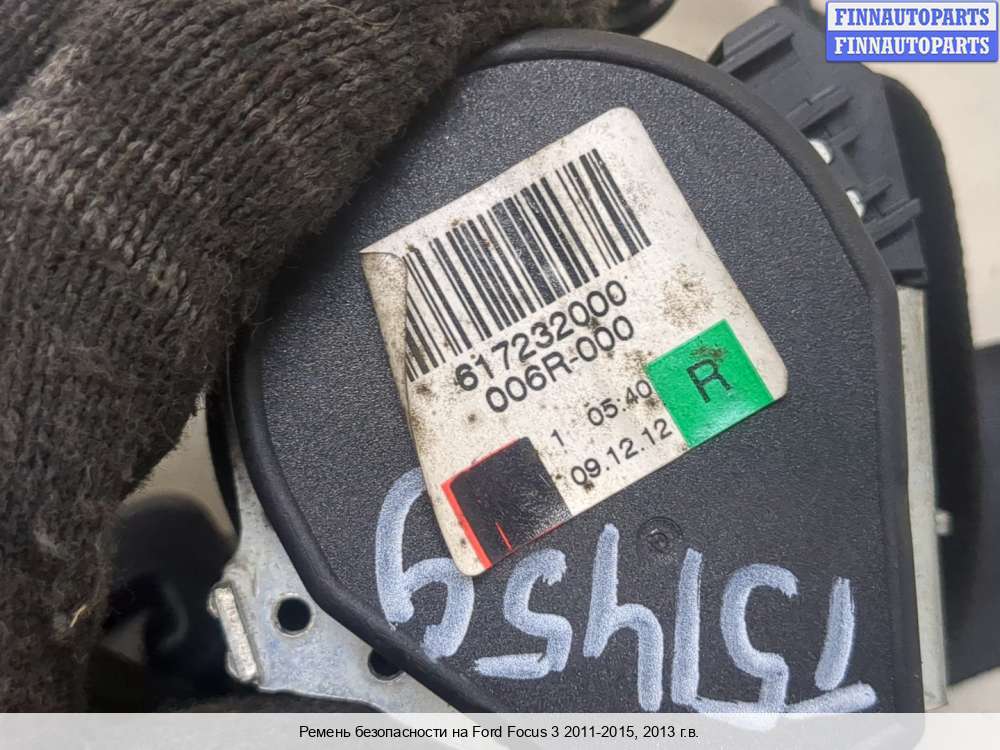 FINNAUTOPARTS
FINNAUTOPARTS
617232000
006R-000
1 05:40
09.12.12
R
T51459
Ремень безопасности на Ford Focus 3 2011-2015, 2013 г.в.